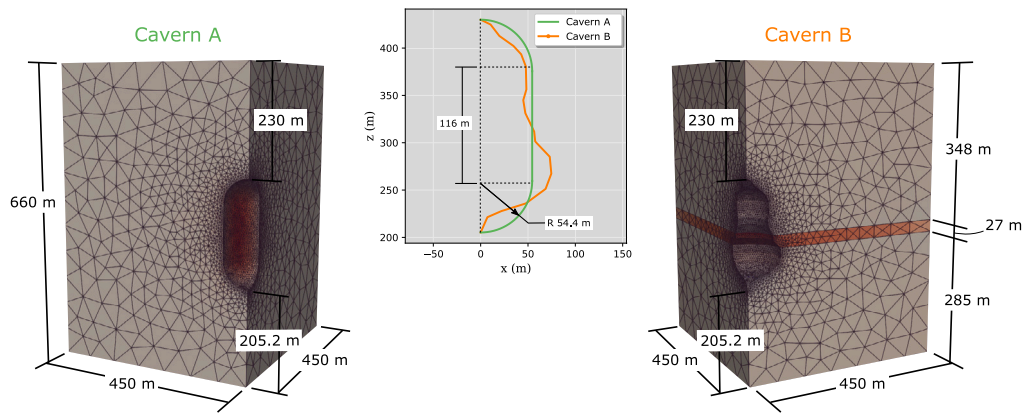 Cavern A
660 m
230 m
205.2 m
450 m
450 m
Cavern A
Cavern B
z (m)
400
350
300
250
200
116 m
R 54.4 m
−50
0
50
100
150
x (m)
Cavern B
230 m
348 m
27 m
285 m
205.2 m
450 m
450 m